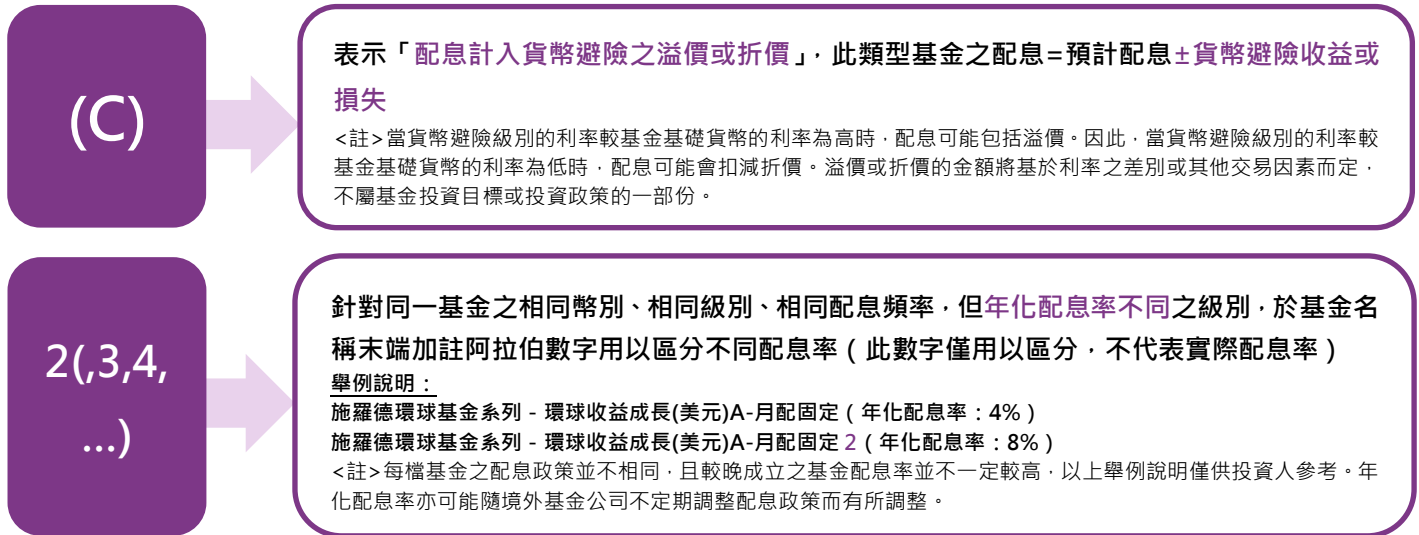 (C)
表示「配息計入貨幣避險之溢價或折價」，此類型基金之配息=預計配息±貨幣避險收益或
損失
<註>當貨幣避險級別的利率較基金基礎貨幣的利率為高時，配息可能包括溢價。因此，當貨幣避險級別的利率較
基金基礎貨幣的利率為低時，配息可能會扣減折價。溢價或折價的金額將基於利率之差別或其他交易因素而定，
不屬基金投資目標或投資政策的一部份。
2(,3,4,
…)
針對同一基金之相同幣別、相同級別、相同配息頻率，但年化配息率不同之級別，於基金名
稱末端加註阿拉伯數字用以區分不同配息率（此數字僅用以區分，不代表實際配息率）
舉例說明：
施羅德環球基金系列－環球收益成長(美元)A-月配固定（年化配息率：4%）
施羅德環球基金系列－環球收益成長(美元)A-月配固定 2（年化配息率：8%）
<註>每檔基金之配息政策並不相同，且較晚成立之基金配息率並不一定較高，以上舉例說明僅供投資人參考。年
化配息率亦可能隨境外基金公司不定期調整配息政策而有所調整。